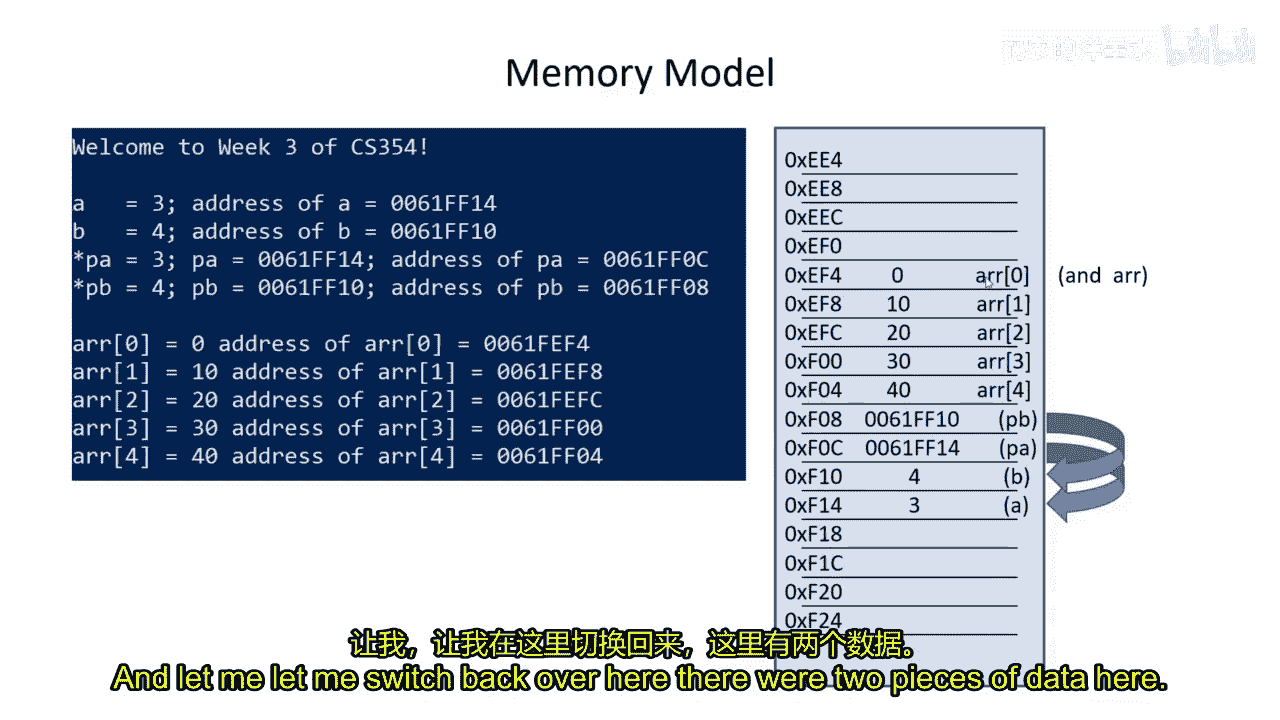 Memory Model
Welcome to Week 3 of CS354!
a   = 3; address of a = 0061FF14
b   = 4; address of b = 0061FF10
*pa = 3; pa = 0061FF14; address of pa = 0061FF0C
*pb = 4; pb = 0061FF10; address of pb = 0061FF08
arr[0] = 0 address of arr[0] = 0061FEF4
arr[1] = 10 address of arr[1] = 0061FEF8
arr[2] = 20 address of arr[2] = 0061FEFC
arr[3] = 30 address of arr[3] = 0061FF00
arr[4] = 40 address of arr[4] = 0061FF04
0xEE4
0xEE8
0xEEC
0xEF0
0xEF4 0 arr[0] (and arr)
0xEF8 10 arr[1]
0xEFC 20 arr[2]
0xF00 30 arr[3]
0xF04 40 arr[4]
0xF08 0061FF10 (pb)
0xF0C 0061FF14 (pa)
0xF10 4 (b)
0xF14 3 (a)
0xF18
0xF1C
0xF20
0xF24
让我，让我在这里切换回来，这里有两个数据。
And let me let me switch back over here there were two pieces of data here.